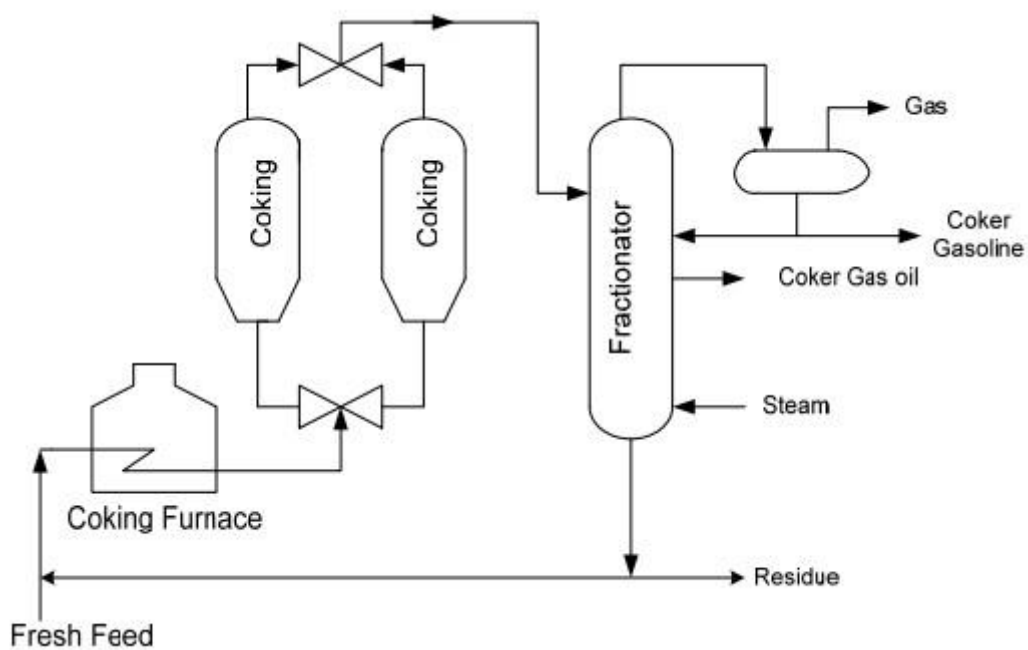 Coking
Coking
Fractionator
Gas
Coker
Gasoline
Coker Gas oil
Steam
Coking Furnace
Residue
Fresh Feed